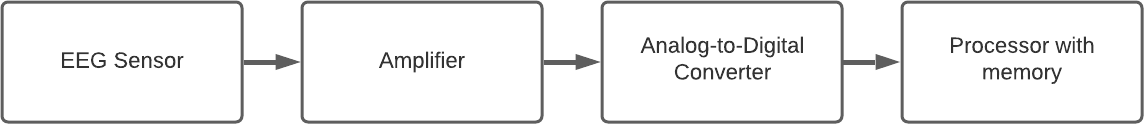 EEG Sensor
Amplifier
Analog-to-Digital
Converter
Processor with
memory